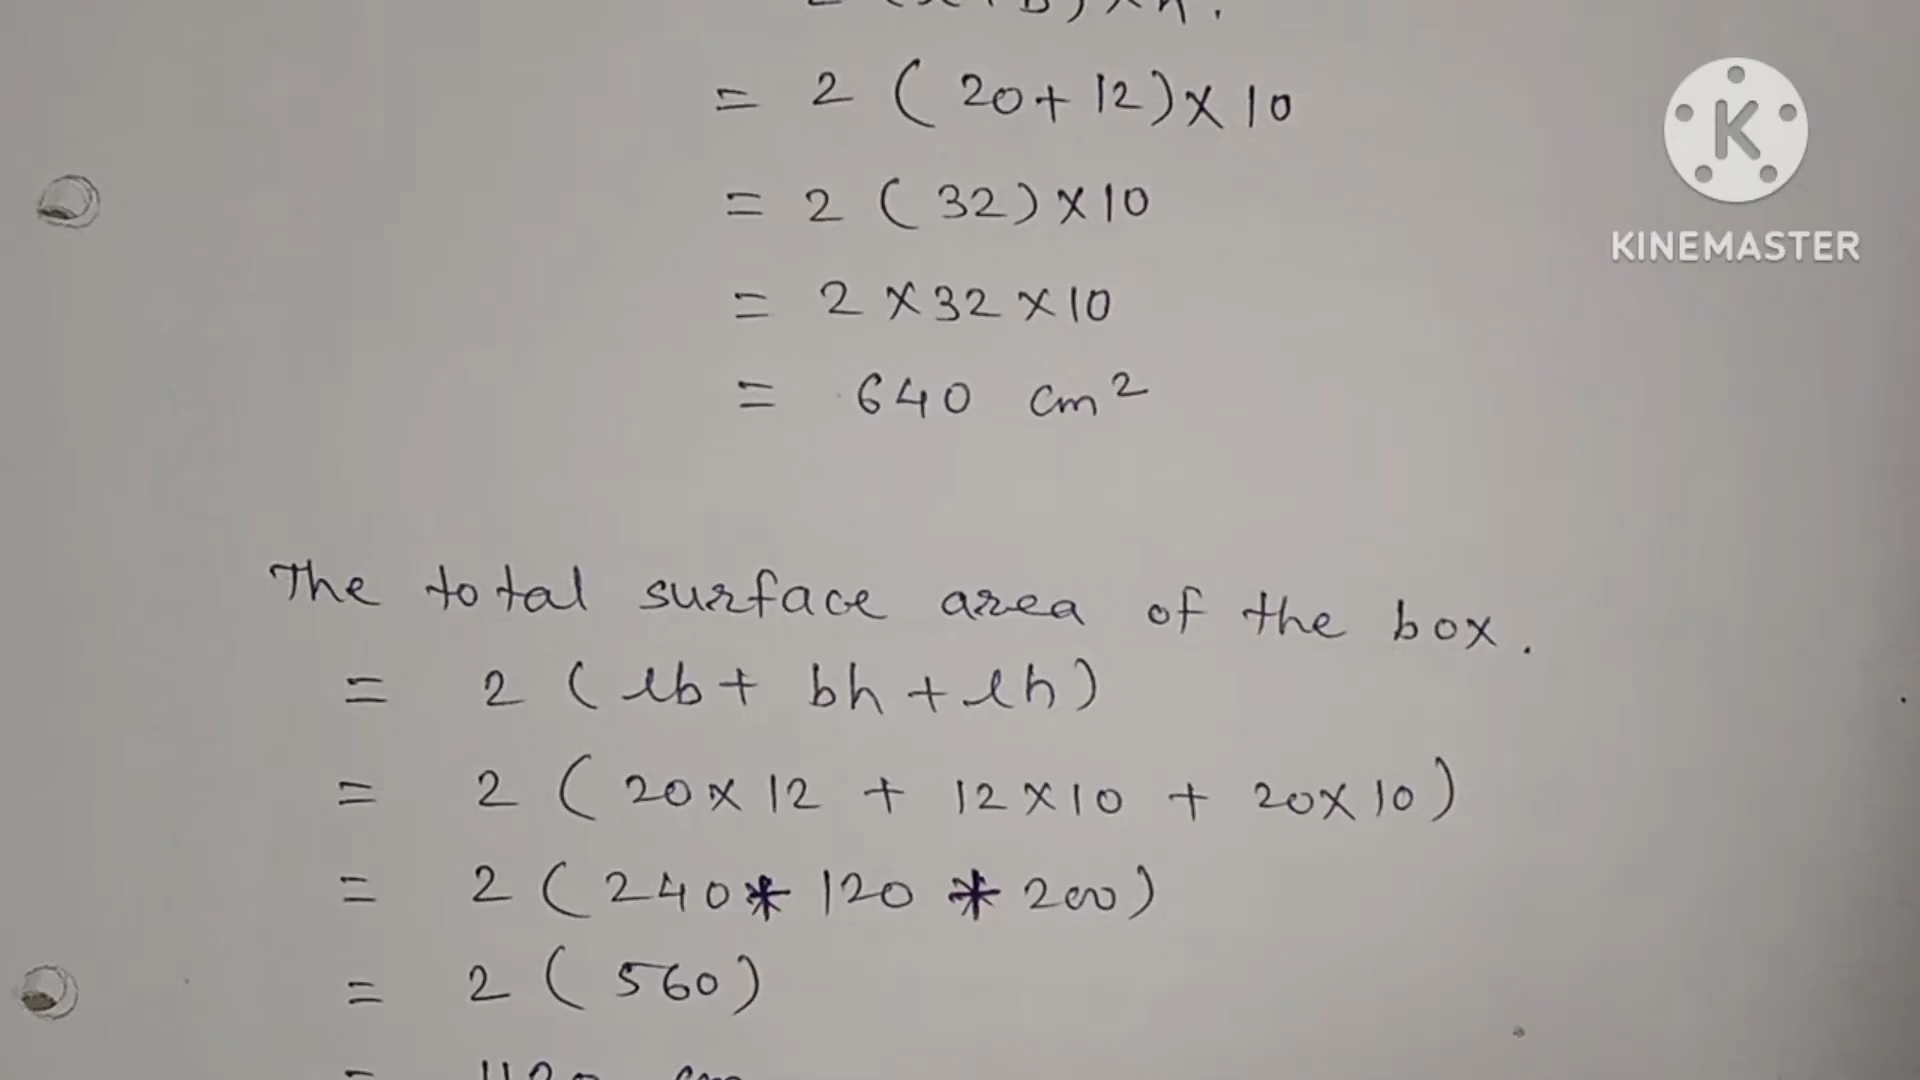 = 2 ( 20+ 12) x 10
= 2 ( 32) x 10
= 2 x 32 x 10
= 640 cm²
KINEMASTER
The total surface area of the box.
= 2 ( lb + bh + lh )
= 2 ( 20 x 12 + 12 x 10 + 20 x 10 )
= 2 ( 240 * 120 * 200 )
= 2 ( 560 )